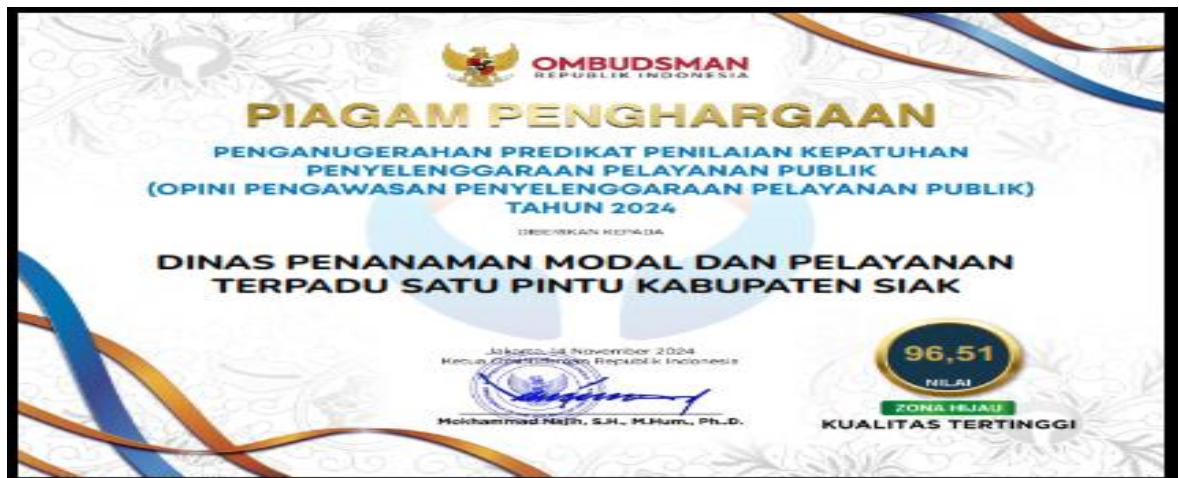 OMBUDSMAN
REPUBLIK INDONESIA
PIAGAM PENGHARGAAN
PENGANUGERAHAN PREDIKAT PENILAIAN KEPATUHAN
PENYELENGGARAAN PELAYANAN PUBLIK
(OPINI PENGAWASAN PENYELENGGARAAN PELAYANAN PUBLIK)
TAHUN 2024
DIBERIKAN KEPADA
DINAS PENANAMAN MODAL DAN PELAYANAN
TERPADU SATU PINTU KABUPATEN SIAK
Jakarta, 14 November 2024
Ketua Ombudsman Republik Indonesia
Mokhammad Najih, S.H., M.Hum., Ph.D.
96,51
NILAI
ZONA HIJAU
KUALITAS TERTINGGI